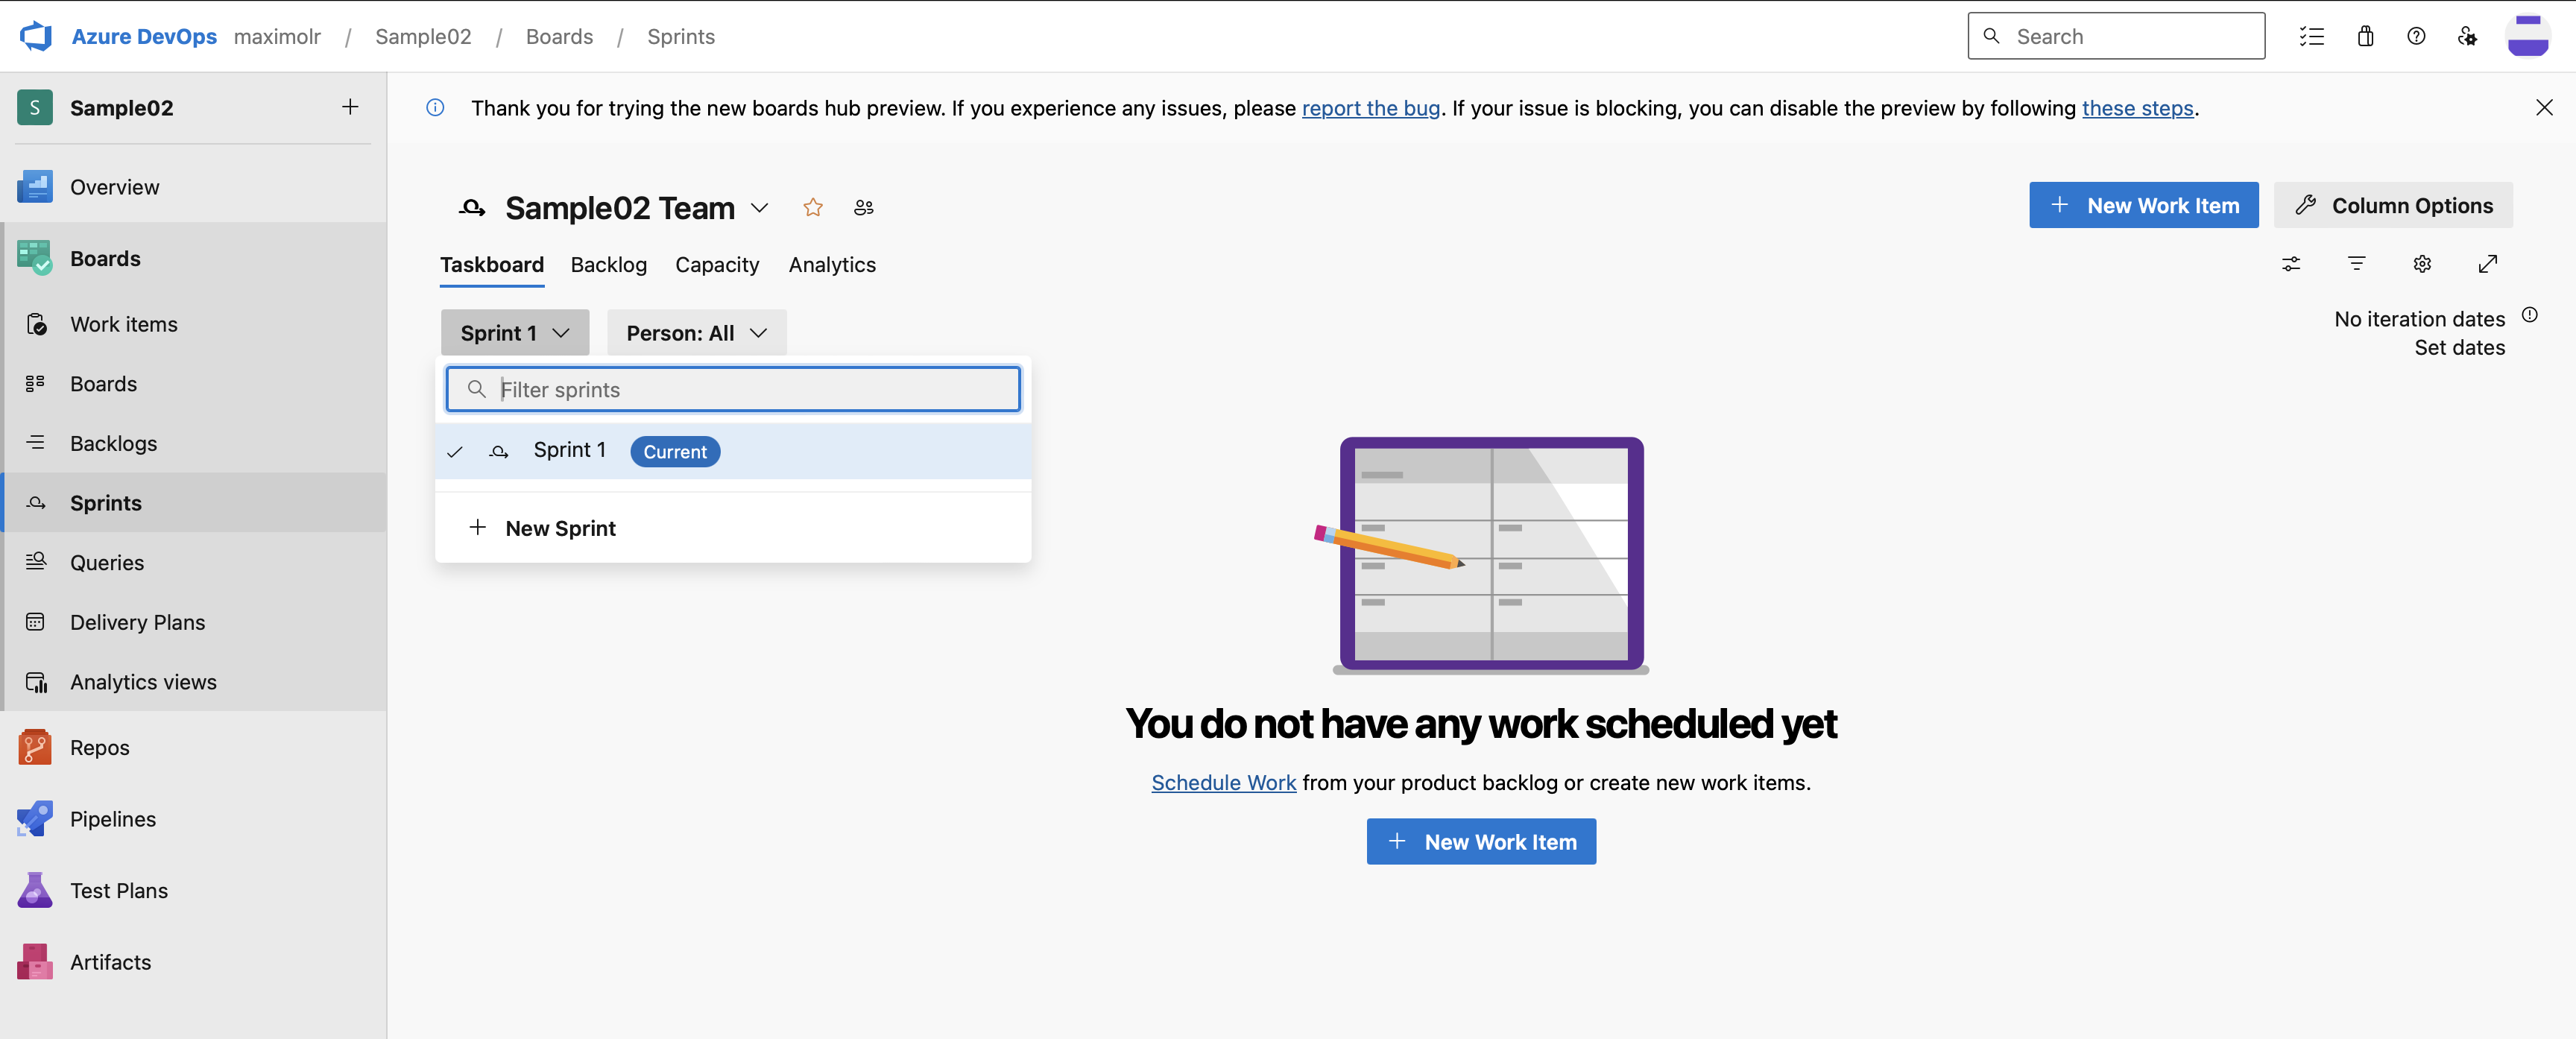 Azure DevOps maximolr / Sample02 / Boards / Sprints
Search
S Sample02
Overview
Boards
Work items
Boards
Backlogs
Sprints
Queries
Delivery Plans
Analytics views
Repos
Pipelines
Test Plans
Artifacts
Thank you for trying the new boards hub preview. If you experience any issues, please report the bug. If your issue is blocking, you can disable the preview by following these steps.
Sample02 Team
+ New Work Item
Column Options
Taskboard Backlog Capacity Analytics
Sprint 1
Person: All
No iteration dates
Set dates
Filter sprints
Sprint 1 Current
+ New Sprint
You do not have any work scheduled yet
Schedule Work from your product backlog or create new work items.
+ New Work Item